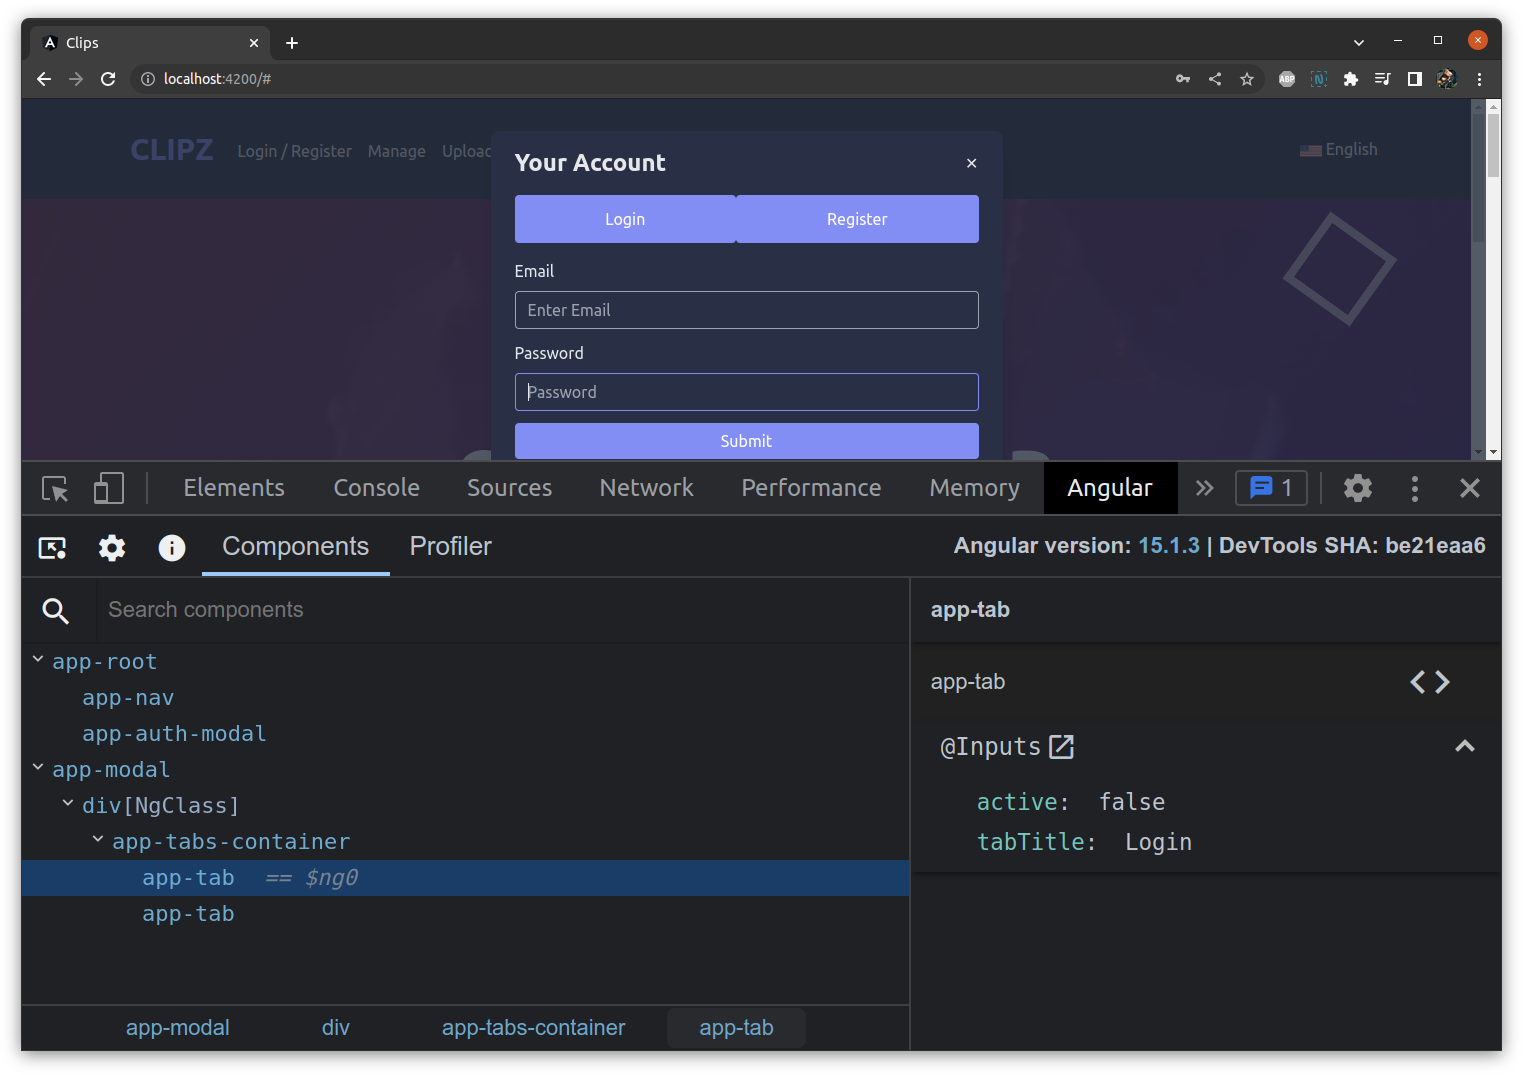 Clips
localhost:4200/#
ABP
N
CLIPZ Login / Register Manage Upload
English
Your Account
Login Register
Email
Enter Email
Password
Password
Submit
Elements Console Sources Network Performance Memory Angular 1
Components Profiler Angular version: 15.1.3 | DevTools SHA: be21eaa6
Search components
app-root
app-nav
app-auth-modal
app-modal
div[NgClass]
app-tabs-container
app-tab == $ng0
app-tab
app-modal div app-tabs-container app-tab
app-tab
app-tab
@Inputs
active: false
tabTitle: Login